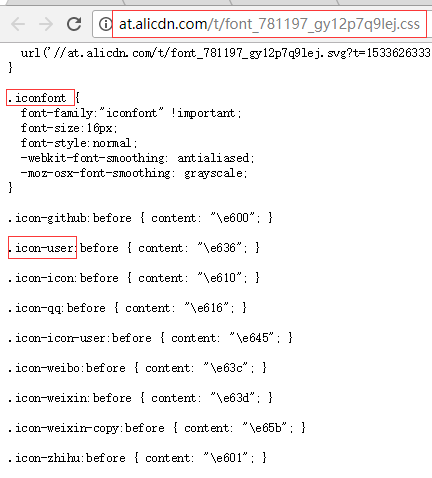 at.alicdn.com/t/font_781197_gy12p7q9lej.css
url('//at.alicdn.com/t/font_781197_gy12p7q9lej.svg?t=1533626333
}
.iconfont {
font-family:"iconfont" !important;
font-size:16px;
font-style:normal;
-webkit-font-smoothing: antialiased;
-moz-osx-font-smoothing: grayscale;
}
.icon-github:before { content: "\e600"; }
.icon-user:before { content: "\e636"; }
.icon-icon:before { content: "\e610"; }
.icon-qq:before { content: "\e616"; }
.icon-icon-user:before { content: "\e645"; }
.icon-weibo:before { content: "\e63c"; }
.icon-weixin:before { content: "\e63d"; }
.icon-weixin-copy:before { content: "\e65b"; }
.icon-zhihu:before { content: "\e601"; }